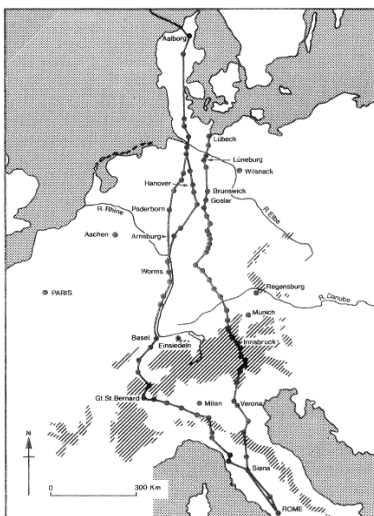 Aalborg
Lübeck
Lüneburg
Wilsnack
Hanover
Brunswick
Goslar
R. Rhine
Paderborn
R. Elbe
Aachen
Arnsburg
Worms
PARIS
Regensburg
R. Danube
Munich
Basel
Einsiedeln
Innsbruck
Gt. St. Bernard
Milan
Verona
N
Siena
0
300 Km
ROME